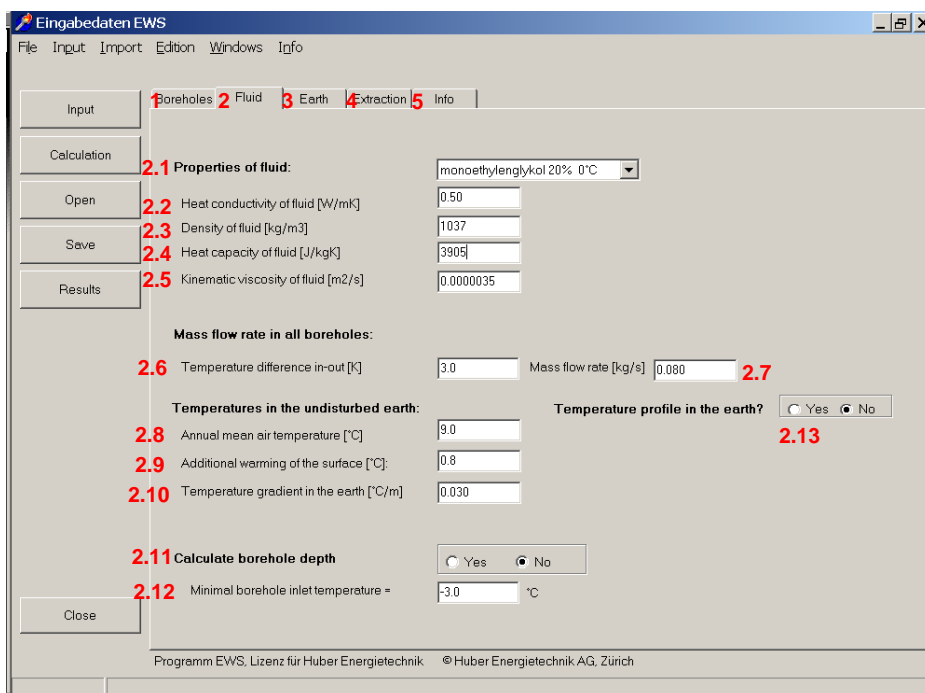 Eingabedaten EWS
File Input Import Edition Windows Info
1 Boreholes 2 Fluid 3 Earth 4 Extraction 5 Info
Input
Calculation
Open
Save
Results
Close
2.1 Properties of fluid: monoethylenglykol 20% 0°C
2.2 Heat conductivity of fluid [W/mK] 0.50
2.3 Density of fluid [kg/m3] 1037
2.4 Heat capacity of fluid [J/kgK] 3905
2.5 Kinematic viscosity of fluid [m2/s] 0.0000035
Mass flow rate in all boreholes:
2.6 Temperature difference in-out [K] 3.0 Mass flow rate [kg/s] 0.080 2.7
Temperatures in the undisturbed earth: Temperature profile in the earth? Yes No
2.13
2.8 Annual mean air temperature [°C] 9.0
2.9 Additional warming of the surface [°C]: 0.8
2.10 Temperature gradient in the earth [°C/m] 0.030
2.11 Calculate borehole depth Yes No
2.12 Minimal borehole inlet temperature = -3.0 °C
Programm EWS, Lizenz für Huber Energietechnik © Huber Energietechnik AG, Zürich